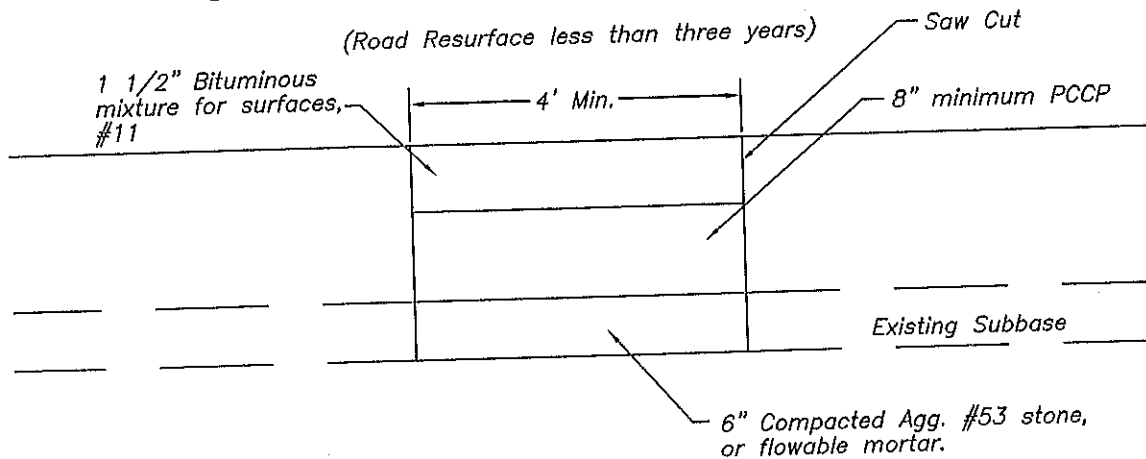 (Road Resurface less than three years)
Saw Cut
1 1/2" Bituminous
mixture for surfaces,
#11
4' Min.
8" minimum PCCP
Existing Subbase
6" Compacted Agg. #53 stone,
or flowable mortar.